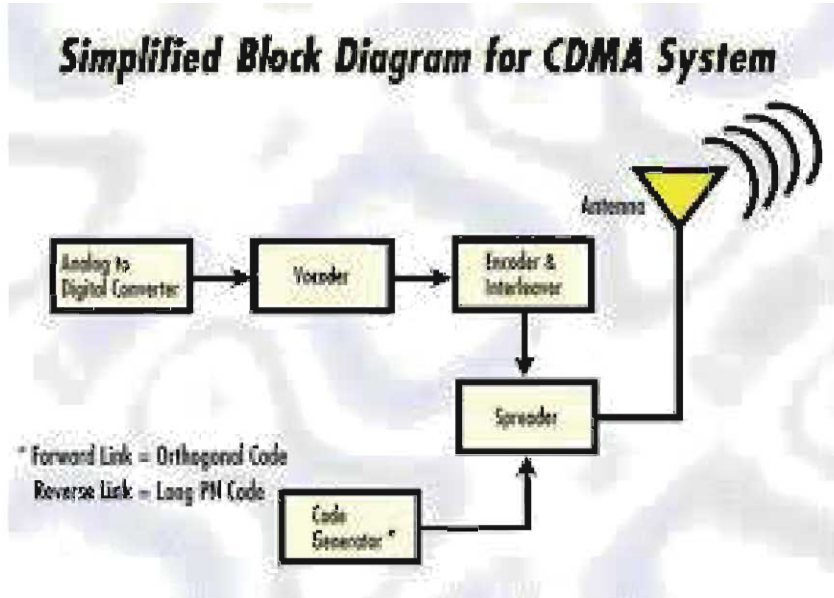 Simplified Block Diagram for CDMA System
Antenna
Analog to
Digital Converter
Vocoder
Encoder &
Interleaver
Spreader
* Forward Link = Orthogonal Code
Reverse Link = Long PN Code
Code
Generator *